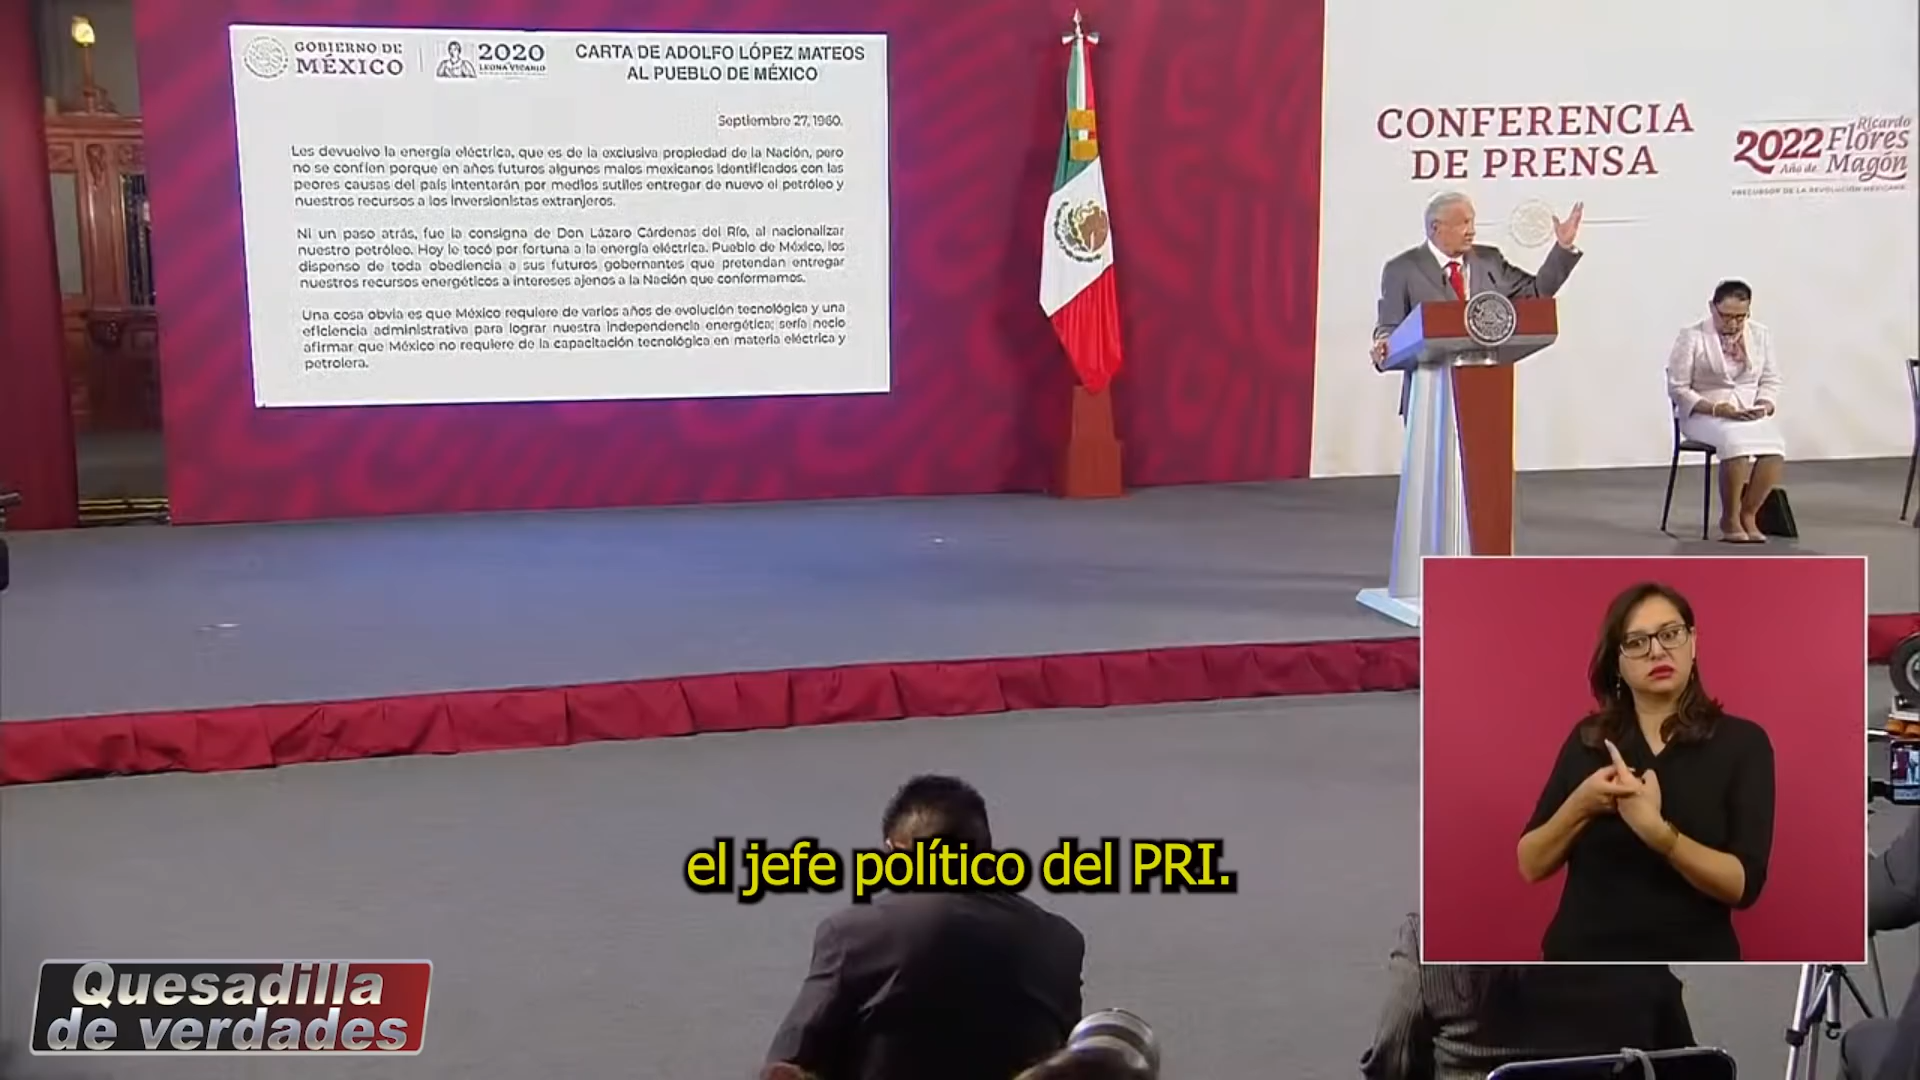 GOBIERNO DE
MÉXICO
2020
LEONA VICARIO
CARTA DE ADOLFO LÓPEZ MATEOS
AL PUEBLO DE MÉXICO
Septiembre 27, 1960.
Les devuelvo la energía eléctrica, que es de la exclusiva propiedad de la Nación, pero
no se confíen porque en años futuros algunos malos mexicanos identificados con las
peores causas del país intentarán por medios sutiles entregar de nuevo el petróleo y
nuestros recursos a los inversionistas extranjeros.
Ni un paso atrás, fue la consigna de Don Lázaro Cárdenas del Río, al nacionalizar
nuestro petróleo. Hoy le tocó por fortuna a la energía eléctrica. Pueblo de México, los
dispenso de toda obediencia a sus futuros gobernantes que pretendan entregar
nuestros recursos energéticos a intereses ajenos a la Nación que conformamos.
Una cosa obvia es que México requiere de varios años de evolución tecnológica y una
eficiencia administrativa para lograr nuestra independencia energética; sería necio
afirmar que México no requiere de la capacitación tecnológica en materia eléctrica y
petrolera.
CONFERENCIA
DE PRENSA
2022 Ricardo
Flores
Año de Magón
PRECURSOR DE LA REVOLUCIÓN MEXICANA
el jefe político del PRI.
Quesadilla
de verdades